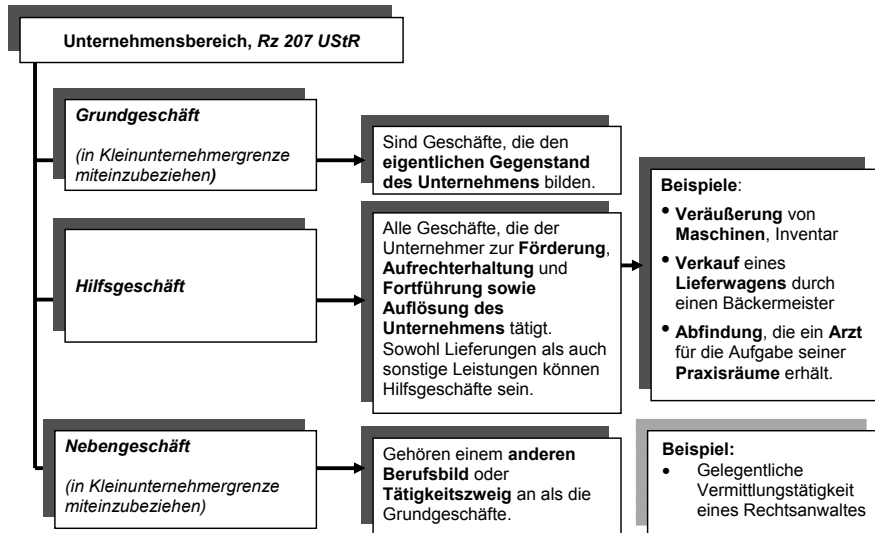 Unternehmensbereich, Rz 207 UStR
Grundgeschäft
(in Kleinunternehmergrenze
miteinzubeziehen)
Sind Geschäfte, die den
eigentlichen Gegenstand
des Unternehmens bilden.
Hilfsgeschäft
Alle Geschäfte, die der
Unternehmer zur Förderung,
Aufrechterhaltung und
Fortführung sowie
Auflösung des
Unternehmens tätigt.
Sowohl Lieferungen als auch
sonstige Leistungen können
Hilfsgeschäfte sein.
Beispiele:
• Veräußerung von
Maschinen, Inventar
• Verkauf eines
Lieferwagens durch
einen Bäckermeister
• Abfindung, die ein Arzt
für die Aufgabe seiner
Praxisräume erhält.
Nebengeschäft
(in Kleinunternehmergrenze
miteinzubeziehen)
Gehören einem anderen
Berufsbild oder
Tätigkeitszweig an als die
Grundgeschäfte.
Beispiel:
• Gelegentliche
Vermittlungstätigkeit
eines Rechtsanwaltes